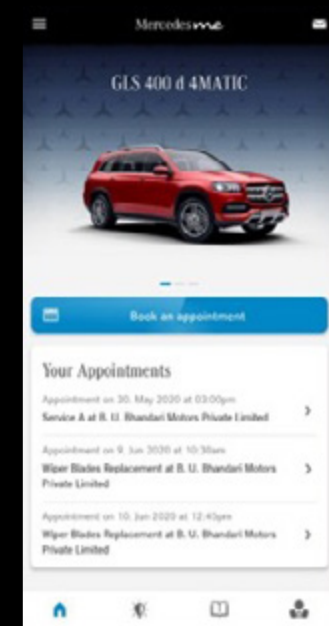 Mercedes me
GLS 400 d 4MATIC
Book an appointment
Your Appointments
Appointment on 30. May 2020 at 03:00pm
Service A at B. U. Bhandari Motors Private Limited
Appointment on 9. Jun 2020 at 10:30am
Wiper Blades Replacement at B. U. Bhandari Motors
Private Limited
Appointment on 10. Jun 2020 at 12:45pm
Wiper Blades Replacement at B. U. Bhandari Motors
Private Limited